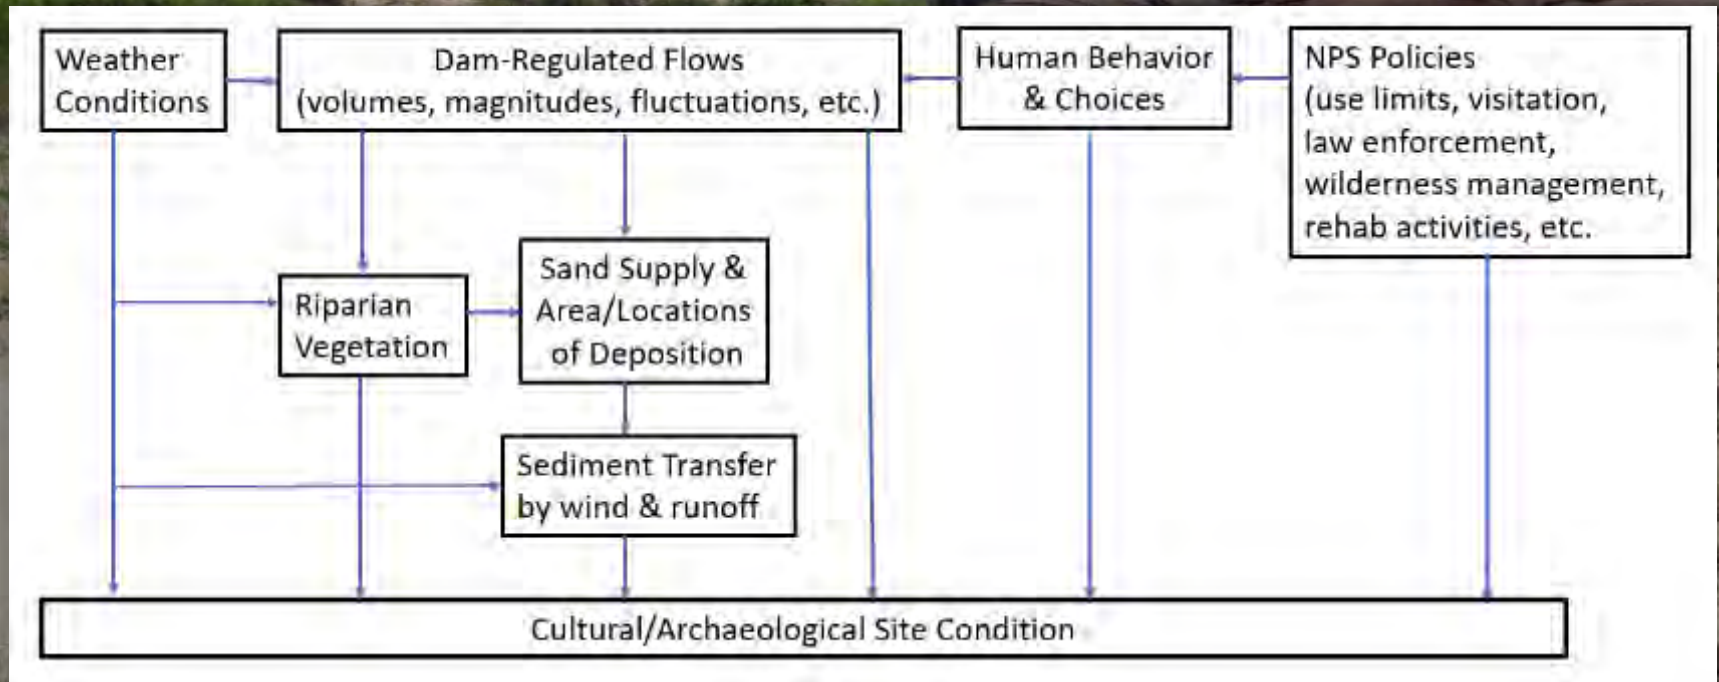 Weather
Conditions
Dam-Regulated Flows
(volumes, magnitudes, fluctuations, etc.)
Human Behavior
& Choices
NPS Policies
(use limits, visitation,
law enforcement,
wilderness management,
rehab activities, etc.
Riparian
Vegetation
Sand Supply &
Area/Locations
of Deposition
Sediment Transfer
by wind & runoff
Cultural/Archaeological Site Condition